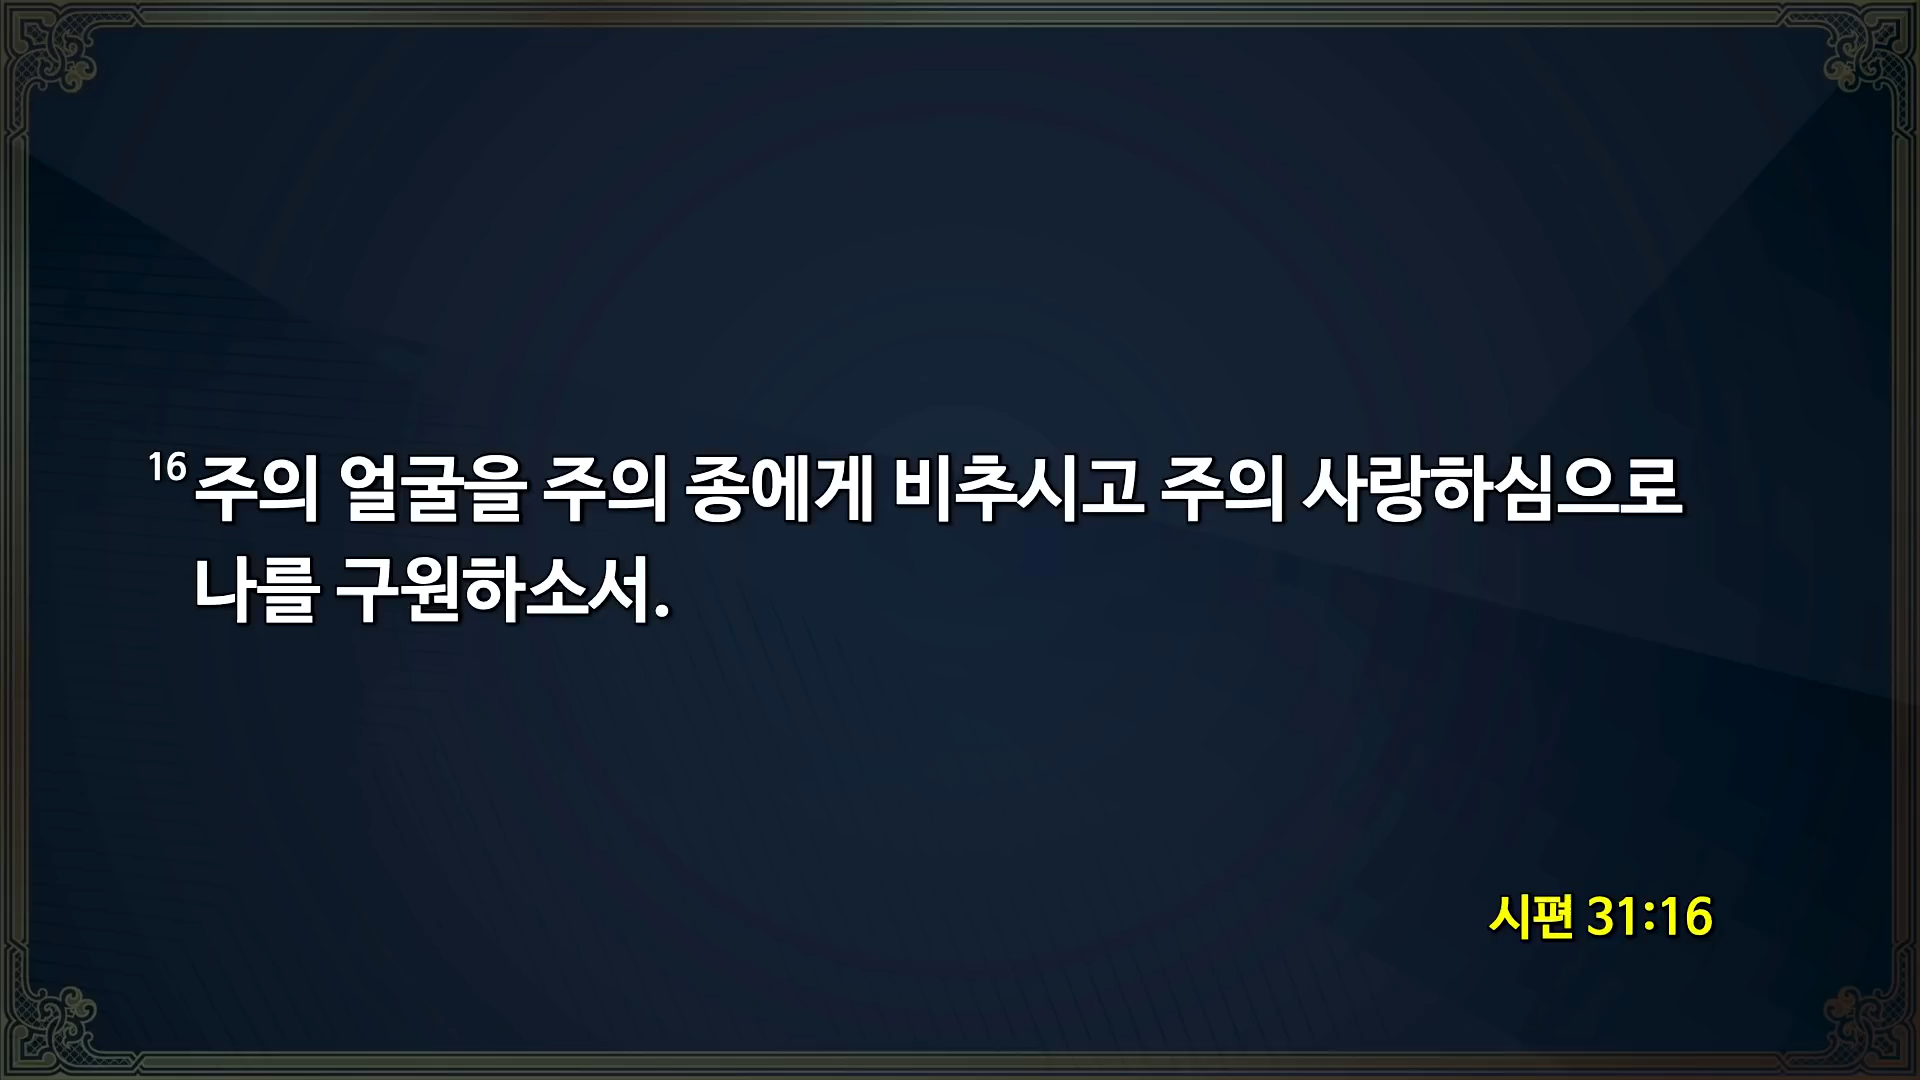 16 주의 얼굴을 주의 종에게 비추시고 주의 사랑하심으로
나를 구원하소서.
시편 31:16